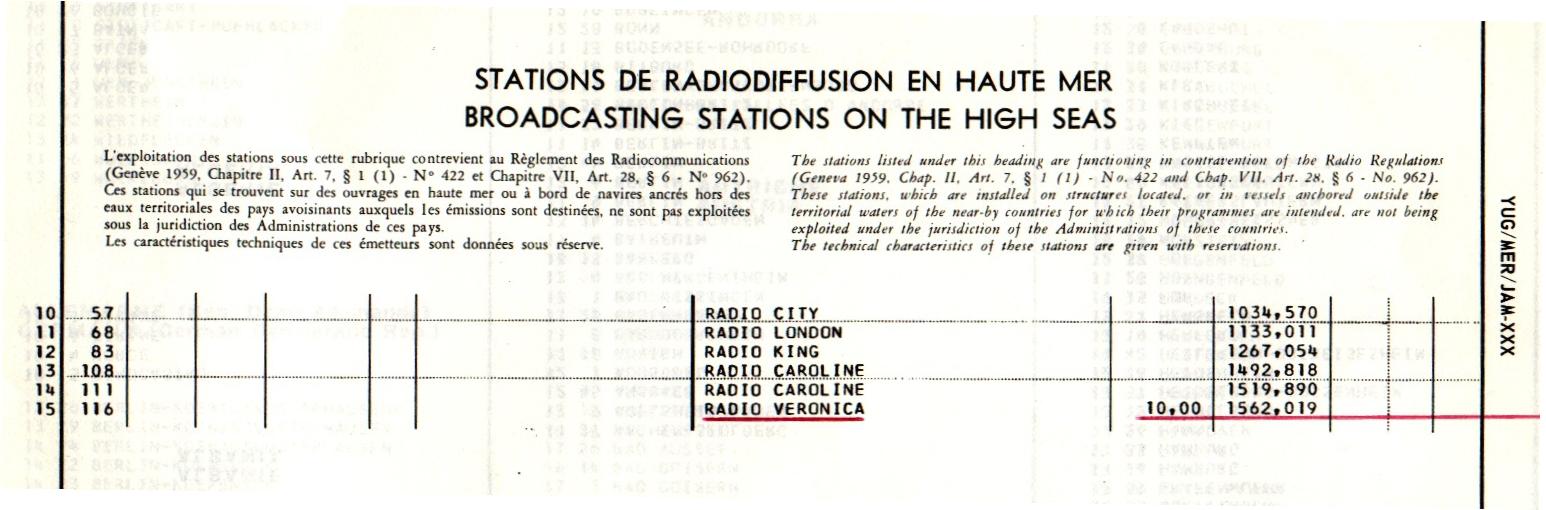 STATIONS DE RADIODIFFUSION EN HAUTE MER
BROADCASTING STATIONS ON THE HIGH SEAS
L'exploitation des stations sous cette rubrique contrevient au Règlement des Radiocommunications
(Genève 1959, Chapitre II, Art. 7, § 1 (1) - N° 422 et Chapitre VII, Art. 28, § 6 - N° 962).
Ces stations qui se trouvent sur des ouvrages en haute mer ou à bord de navires ancrés hors des
eaux territoriales des pays avoisinants auxquels les émissions sont destinées, ne sont pas exploitées
sous la juridiction des Administrations de ces pays.
Les caractéristiques techniques de ces émetteurs sont données sous réserve.
The stations listed under this heading are functioning in contravention of the Radio Regulations
(Geneva 1959, Chap. II, Art. 7, § 1 (1) - No. 422 and Chap. VII, Art. 28, § 6 - No. 962).
These stations, which are installed on structures located, or in vessels anchored outside the
territorial waters of the near-by countries for which their programmes are intended, are not being
exploited under the jurisdiction of the Administrations of these countries.
The technical characteristics of these stations are given with reservations.
YUG/MER/JAM-XXX
10 57 RADIO CITY 1034,570
11 68 RADIO LONDON 1133,011
12 83 RADIO KING 1267,054
13 108 RADIO CAROLINE 1492,818
14 111 RADIO CAROLINE 1519,890
15 116 RADIO VERONICA 10,00 1562,019